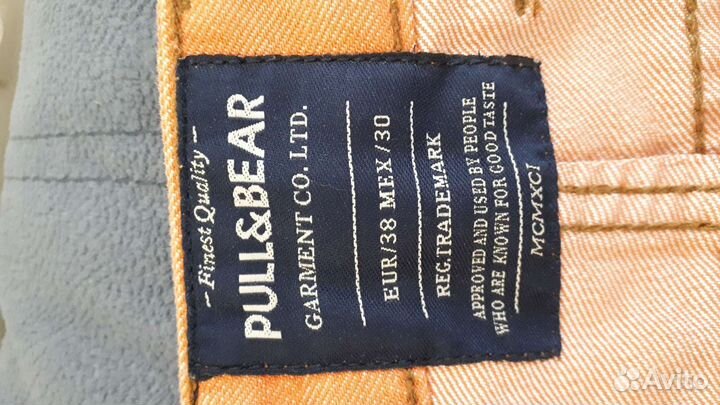 ~ Finest Quality ~
PULL&BEAR
GARMENT CO. LTD.
EUR/38 MEX/30
REG.TRADEMARK
APPROVED AND USED BY PEOPLE
WHO ARE KNOWN FOR GOOD TASTE
MCMXCI
Avito